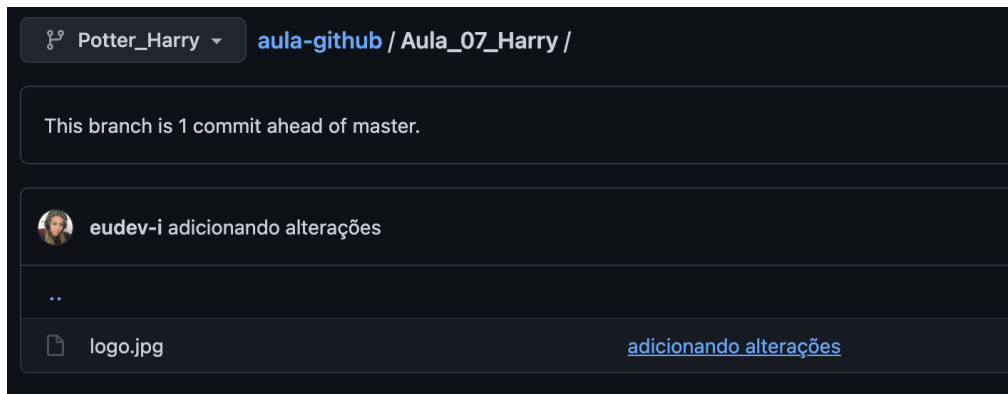 Potter_Harry aula-github / Aula_07_Harry /
This branch is 1 commit ahead of master.
eudev-i adicionando alterações
..
logo.jpg adicionando alterações